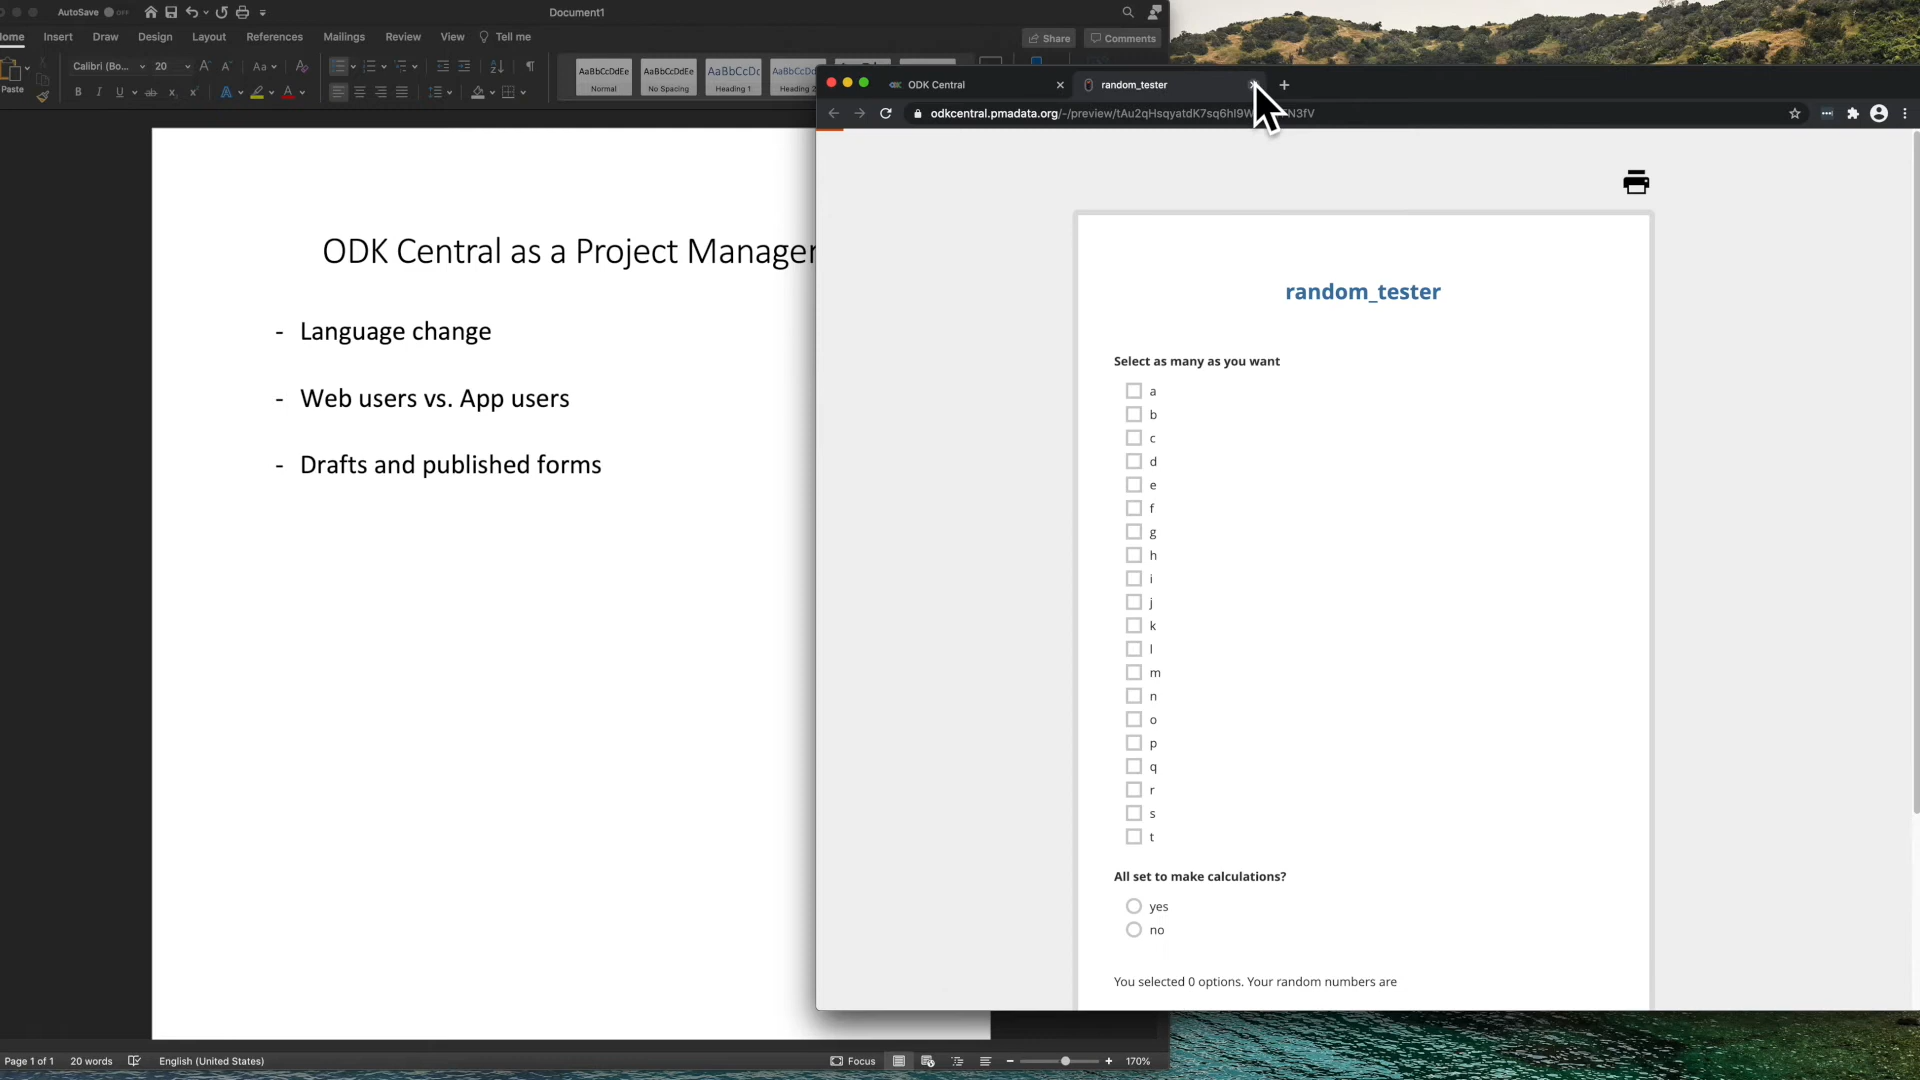 AutoSave OFF
Document1
Home Insert Draw Design Layout References Mailings Review View Tell me
Share Comments
Paste
Calibri (Bo... 20
AaBbCcDdEe AaBbCcDdEe AaBbCcDc
Normal No Spacing Heading 1 Heading 2
ODK Central as a Project Manager
- Language change
- Web users vs. App users
- Drafts and published forms
Page 1 of 1 20 words English (United States)
Focus 170%
ODK Central
random_tester
odkcentral.pmadata.org/-/preview/tAu2qHsqyatdK7sq6hI9W
random_tester
Select as many as you want
a
b
c
d
e
f
g
h
i
j
k
l
m
n
o
p
q
r
s
t
All set to make calculations?
yes
no
You selected 0 options. Your random numbers are